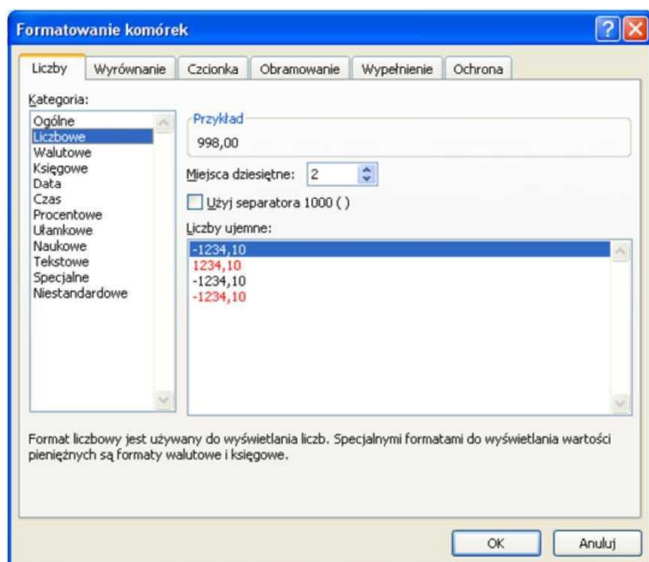 Formatowanie komórek
Liczby Wyrównanie Czcionka Obramowanie Wypełnienie Ochrona
Kategoria:
Ogólne
Liczbowe
Walutowe
Księgowe
Data
Czas
Procentowe
Ułamkowe
Naukowe
Tekstowe
Specjalne
Niestandardowe
Przykład
998,00
Miejsca dziesiętne: 2
Użyj separatora 1000 ( )
Liczby ujemne:
-1234,10
1234,10
-1234,10
-1234,10
Format liczbowy jest używany do wyświetlania liczb. Specjalnymi formatami do wyświetlania wartości
pieniężnych są formaty walutowe i księgowe.
OK Anuluj